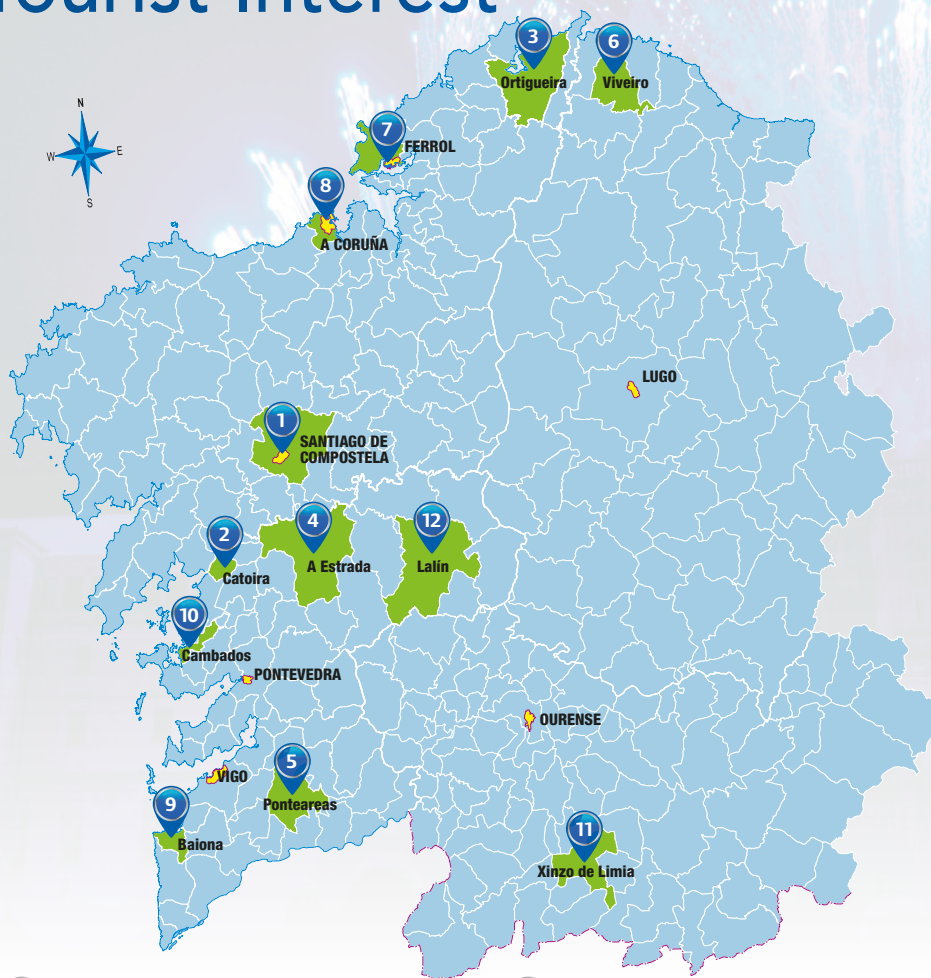 Tourist Interest
3
6
Ortigueira
Viveiro
N
W
E
S
7
FERROL
8
A CORUÑA
LUGO
1
SANTIAGO DE
COMPOSTELA
2
4
12
Catoira
A Estrada
Lalín
10
Cambados
PONTEVEDRA
OURENSE
VIGO
5
Ponteareas
9
Baiona
11
Xinzo de Limia